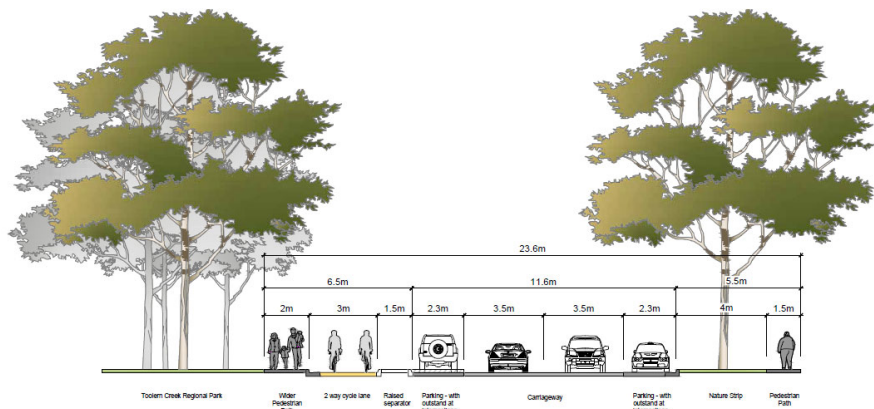 23.6m
6.5m 11.6m 5.5m
2m 3m 1.5m 2.3m 3.5m 3.5m 2.3m 4m 1.5m
Toolern Creek Regional Park
Wider
Pedestrian
2 way cycle lane
Raised
separator
Parking - with
outstand at
Carriageway
Parking - with
outstand at
Nature Strip
Pedestrian
Path